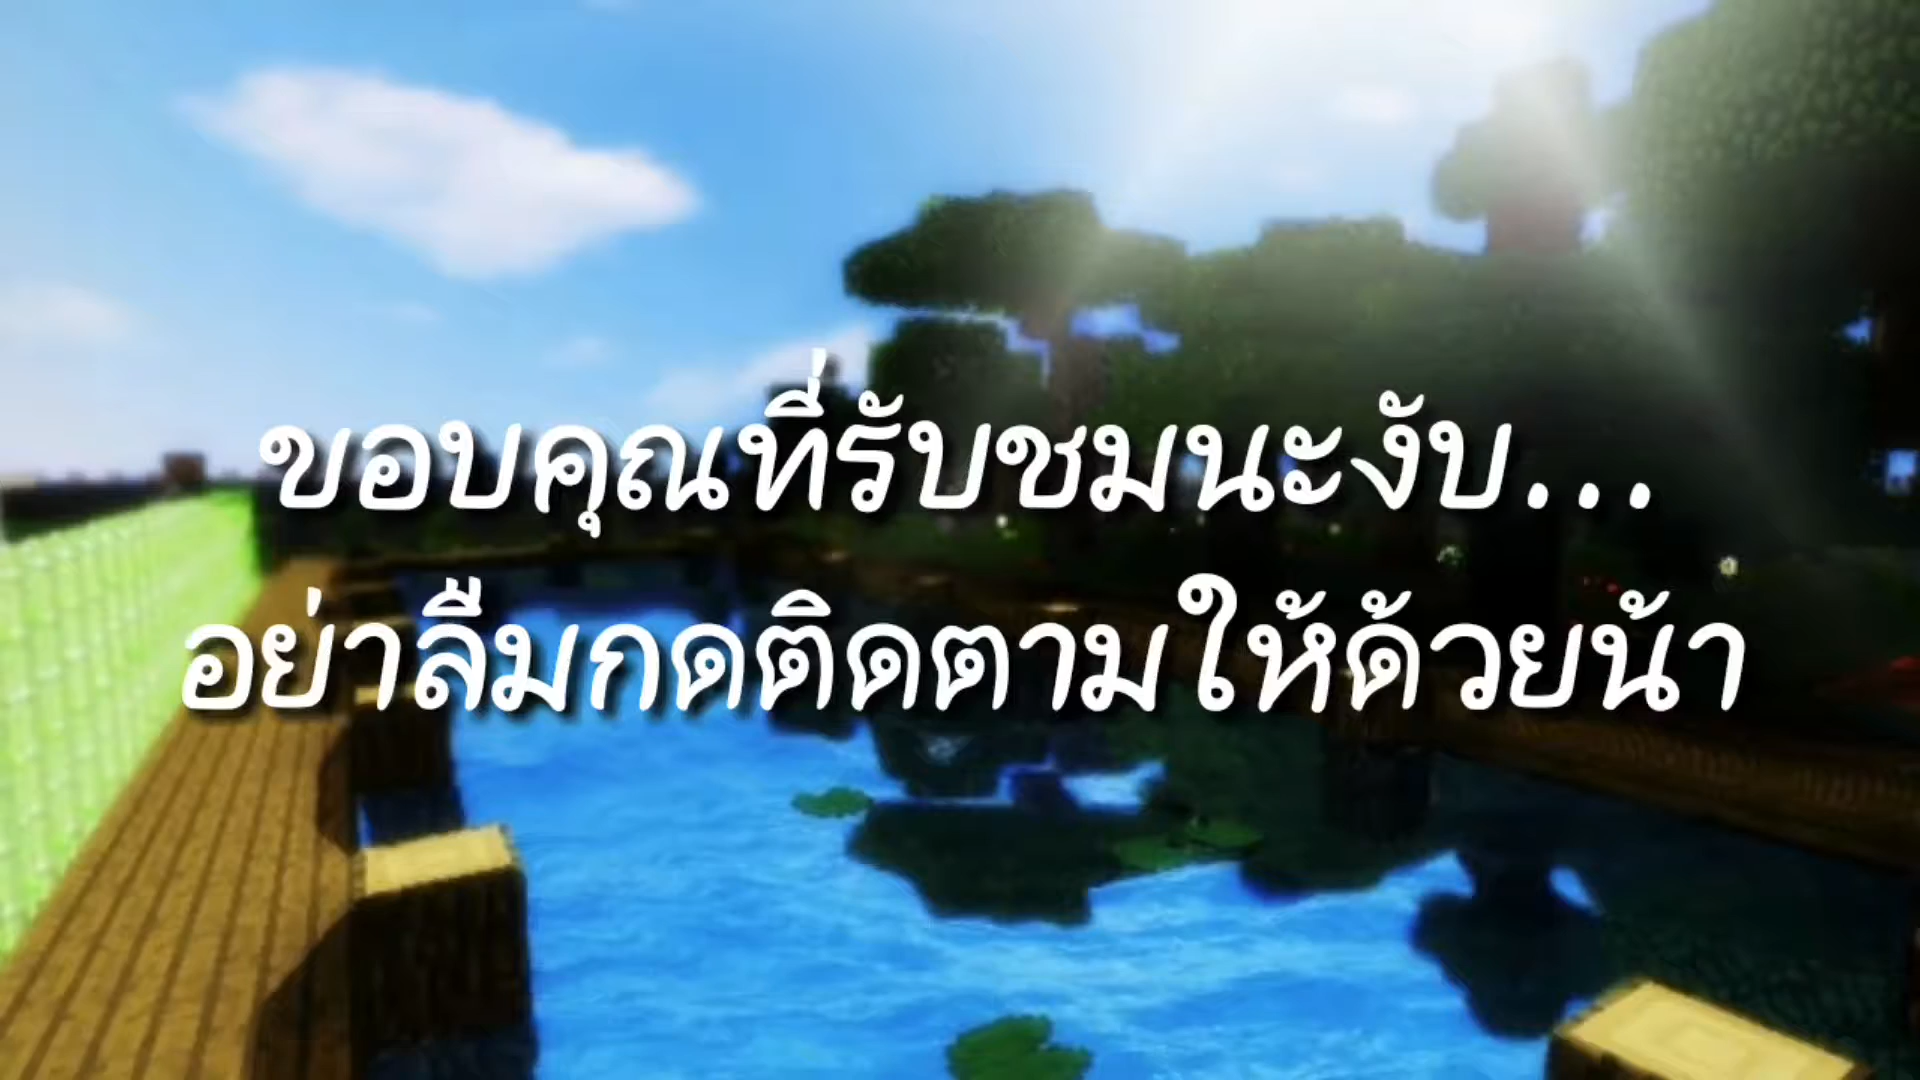 ขอบคุณที่รับชมนะงับ...
อย่าลืมกดติดตามให้ด้วยน้า